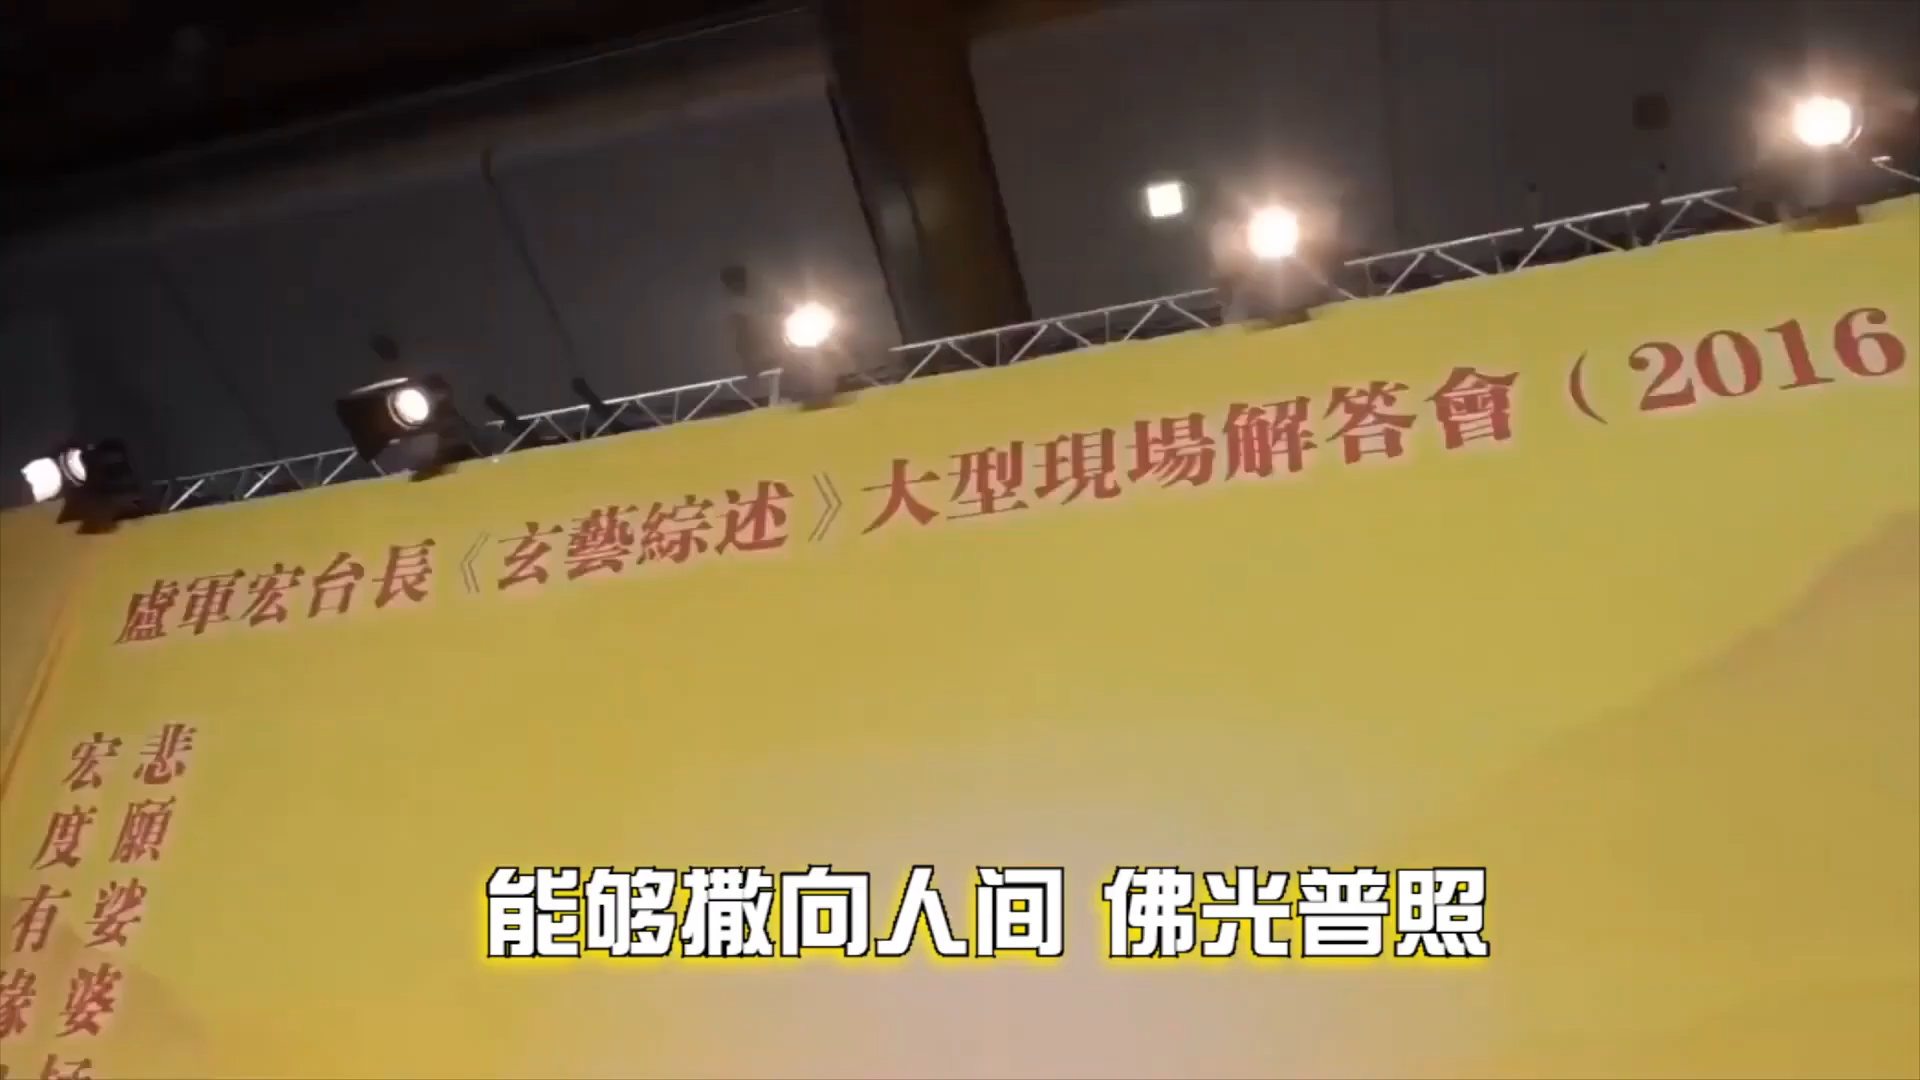 盧軍宏台長《玄藝綜述》大型現場解答會（2016
悲願娑婆
宏度有緣
能够撒向人间 佛光普照